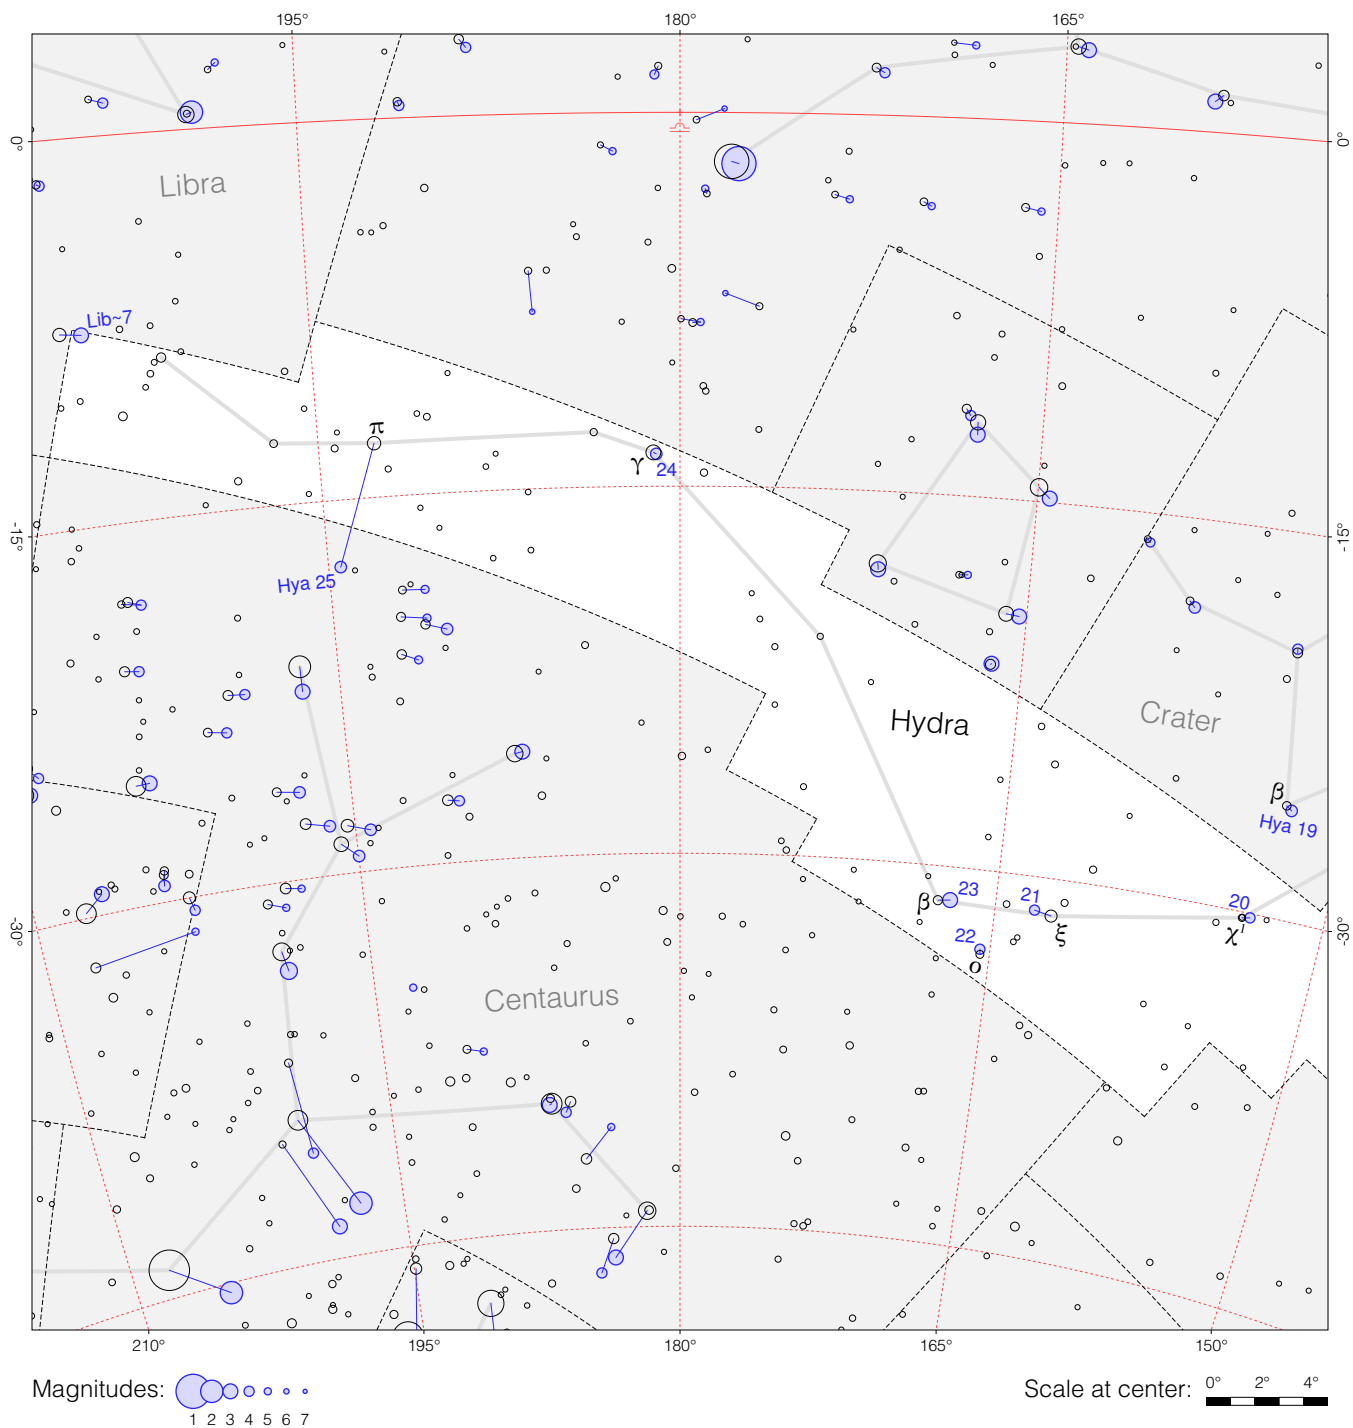 195° 180° 165°
0° 0°
Libra
Lib~7
π
γ 24
-15° -15°
Hya 25
Hydra
Crater
β
Hya 19
β 23 21 20
ξ χ¹
22
ο
-30° -30°
Centaurus
210° 195° 180° 165° 150°
Magnitudes:
1 2 3 4 5 6 7
Scale at center: 0° 2° 4°